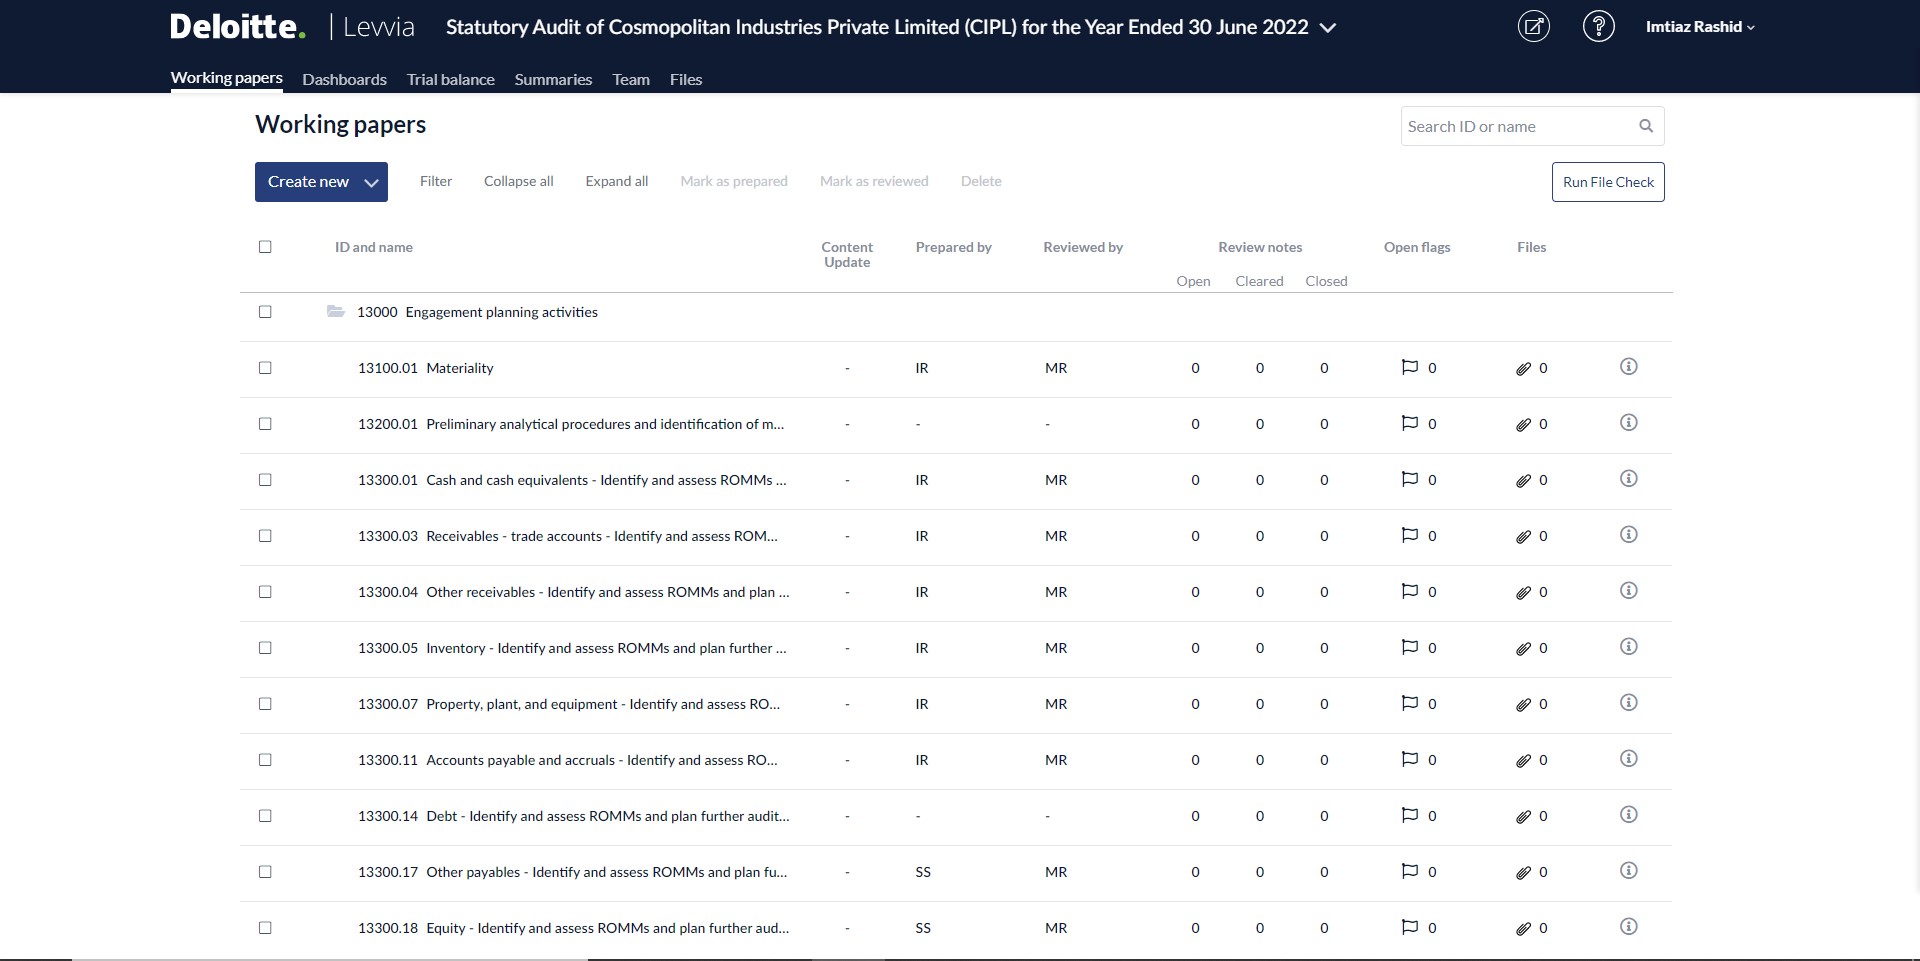 Deloitte. Levvia Statutory Audit of Cosmopolitan Industries Private Limited (CIPL) for the Year Ended 30 June 2022 Imtiaz Rashid
Working papers Dashboards Trial balance Summaries Team Files
Working papers
Search ID or name
Create new Filter Collapse all Expand all Mark as prepared Mark as reviewed Delete Run File Check
ID and name Content Update Prepared by Reviewed by Review notes Open flags Files
Open Cleared Closed
13000 Engagement planning activities
13100.01 Materiality - IR MR 0 0 0 0 0
13200.01 Preliminary analytical procedures and identification of m... - - - 0 0 0 0 0
13300.01 Cash and cash equivalents - Identify and assess ROMMs ... - IR MR 0 0 0 0 0
13300.03 Receivables - trade accounts - Identify and assess ROM... - IR MR 0 0 0 0 0
13300.04 Other receivables - Identify and assess ROMMs and plan ... - IR MR 0 0 0 0 0
13300.05 Inventory - Identify and assess ROMMs and plan further ... - IR MR 0 0 0 0 0
13300.07 Property, plant, and equipment - Identify and assess RO... - IR MR 0 0 0 0 0
13300.11 Accounts payable and accruals - Identify and assess RO... - IR MR 0 0 0 0 0
13300.14 Debt - Identify and assess ROMMs and plan further audit... - - - 0 0 0 0 0
13300.17 Other payables - Identify and assess ROMMs and plan fu... - SS MR 0 0 0 0 0
13300.18 Equity - Identify and assess ROMMs and plan further aud... - SS MR 0 0 0 0 0